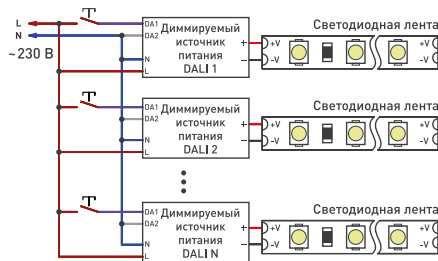 L
N
~230 В
DA1
DA2
N
L
Диммируемый
источник
питания
DALI 1
+
−
Светодиодная лента
+V
-V
+V
-V
DA1
DA2
N
L
Диммируемый
источник
питания
DALI 2
+
−
Светодиодная лента
+V
-V
+V
-V
DA1
DA2
N
L
Диммируемый
источник
питания
DALI N
+
−
Светодиодная лента
+V
-V
+V
-V